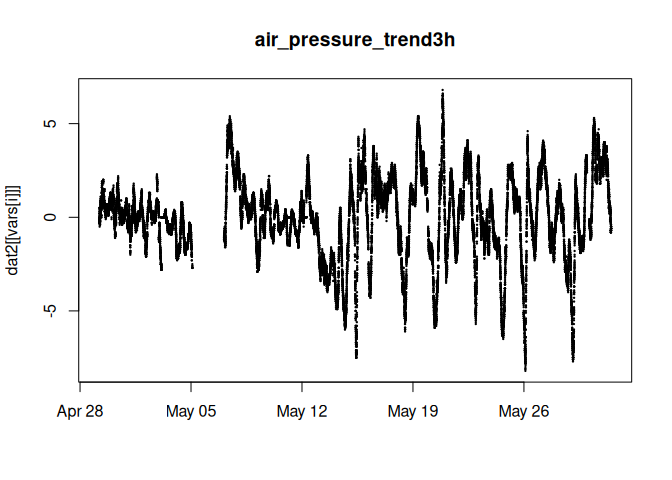 air_pressure_trend3h
dat2[[vars[i]]]
5
0
-5
Apr 28
May 05
May 12
May 19
May 26